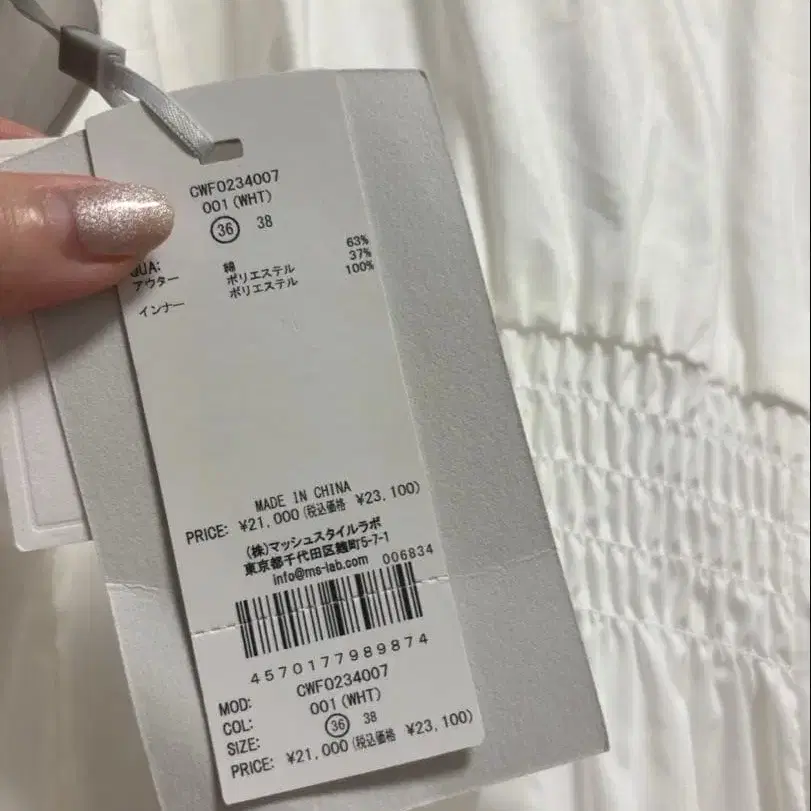 CWF0234007
001(WHT)
36 38
QUA:
アウター 綿 63%
ポリエステル 37%
インナー ポリエステル 100%
MADE IN CHINA
PRICE: ¥21,000(税込価格 ¥23,100)
(株)マッシュスタイルラボ
東京都千代田区麹町5-7-1
info@ms-lab.com 006834
4570177989874
MOD: CWF0234007
COL: 001(WHT)
SIZE: 36 38
PRICE: ¥21,000(税込価格 ¥23,100)